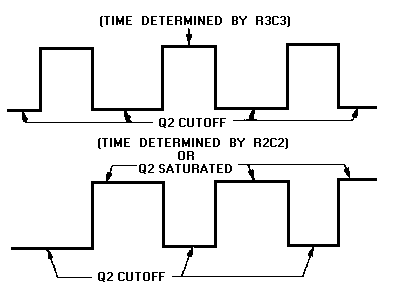 (TIME DETERMINED BY R3C3)
Q2 CUTOFF
(TIME DETERMINED BY R2C2)
OR
Q2 SATURATED
Q2 CUTOFF